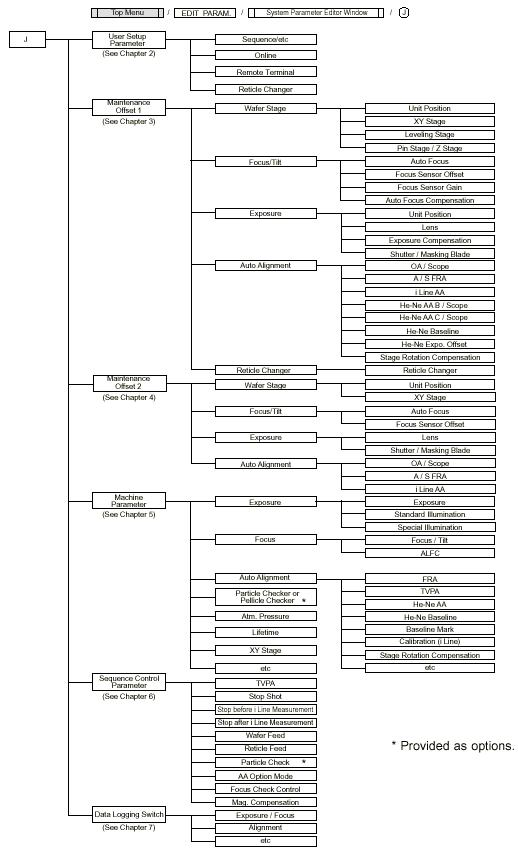 Top Menu / EDIT PARAM. / System Parameter Editor Window / J
J
User Setup
Parameter
(See Chapter 2)
Sequence/etc
Online
Remote Terminal
Reticle Changer
Maintenance
Offset 1
(See Chapter 3)
Wafer Stage
Unit Position
XY Stage
Leveling Stage
Pin Stage / Z Stage
Focus/Tilt
Auto Focus
Focus Sensor Offset
Focus Sensor Gain
Auto Focus Compensation
Exposure
Unit Position
Lens
Exposure Compensation
Shutter / Masking Blade
Auto Alignment
OA / Scope
A / S FRA
i Line AA
He-Ne AA B / Scope
He-Ne AA C / Scope
He-Ne Baseline
He-Ne Expo. Offset
Stage Rotation Compensation
Reticle Changer
Reticle Changer
Maintenance
Offset 2
(See Chapter 4)
Wafer Stage
Unit Position
XY Stage
Focus/Tilt
Auto Focus
Focus Sensor Offset
Exposure
Lens
Shutter / Masking Blade
Auto Alignment
OA / Scope
A / S FRA
i Line AA
Machine
Parameter
(See Chapter 5)
Exposure
Exposure
Standard Illumination
Special Illumination
Focus
Focus / Tilt
ALFC
Auto Alignment
FRA
TVPA
He-Ne AA
He-Ne Baseline
Baseline Mark
Calibration (i Line)
Stage Rotation Compensation
etc
Particle Checker or
Pellicle Checker *
Atm. Pressure
Lifetime
XY Stage
etc
Sequence Control
Parameter
(See Chapter 6)
TVPA
Stop Shot
Stop before i Line Measurement
Stop after i Line Measurement
Wafer Feed
Reticle Feed
Particle Check *
AA Option Mode
Focus Check Control
Mag. Compensation
* Provided as options.
Data Logging Switch
(See Chapter 7)
Exposure / Focus
Alignment
etc